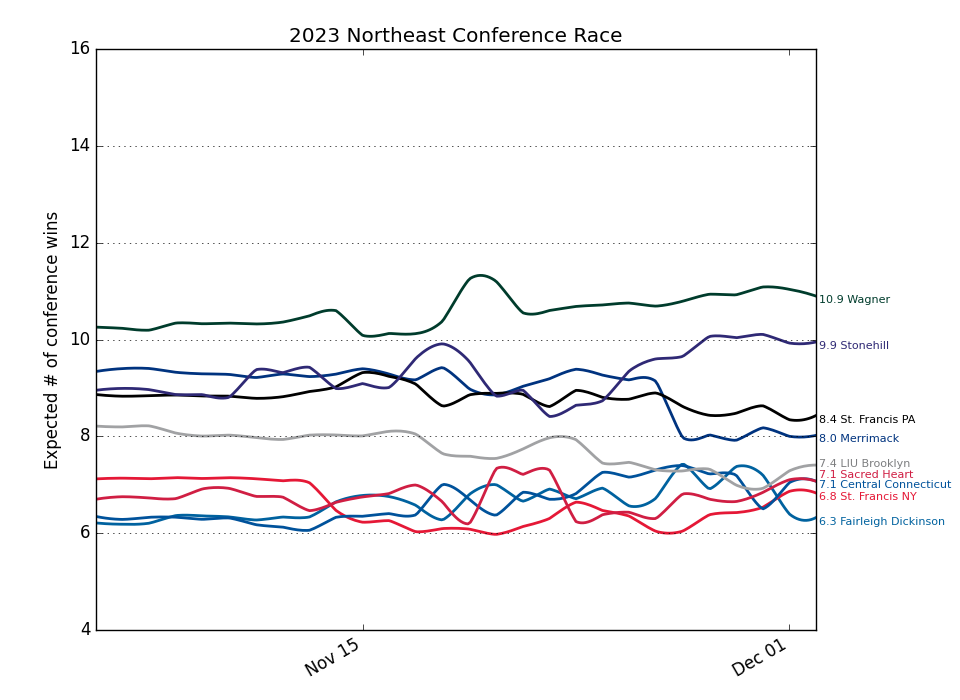 2023 Northeast Conference Race
Expected # of conference wins
16
14
12
10
8
6
4
Nov 15
Dec 01
10.9 Wagner
9.9 Stonehill
8.4 St. Francis PA
8.0 Merrimack
7.4 LIU Brooklyn
7.1 Sacred Heart
7.1 Central Connecticut
6.8 St. Francis NY
6.3 Fairleigh Dickinson